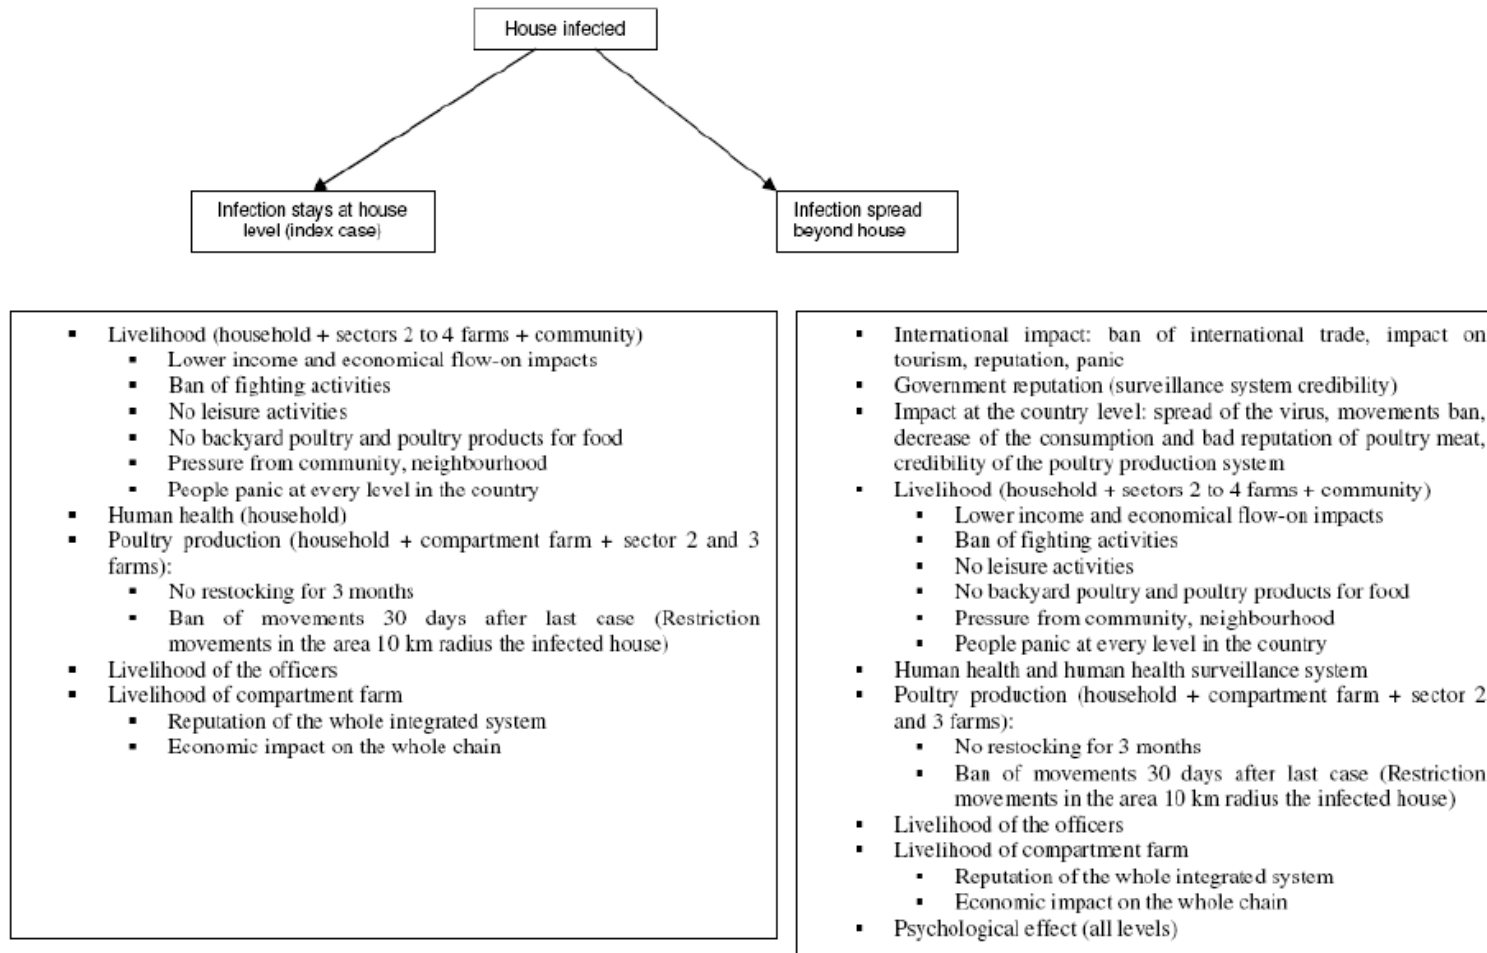 House infected
Infection stays at house
level (index case)
Infection spread
beyond house
▪ Livelihood (household + sectors 2 to 4 farms + community)
▪ Lower income and economical flow-on impacts
▪ Ban of fighting activities
▪ No leisure activities
▪ No backyard poultry and poultry products for food
▪ Pressure from community, neighbourhood
▪ People panic at every level in the country
▪ Human health (household)
▪ Poultry production (household + compartment farm + sector 2 and 3
farms):
▪ No restocking for 3 months
▪ Ban of movements 30 days after last case (Restriction
movements in the area 10 km radius the infected house)
▪ Livelihood of the officers
▪ Livelihood of compartment farm
▪ Reputation of the whole integrated system
▪ Economic impact on the whole chain
▪ International impact: ban of international trade, impact on
tourism, reputation, panic
▪ Government reputation (surveillance system credibility)
▪ Impact at the country level: spread of the virus, movements ban,
decrease of the consumption and bad reputation of poultry meat,
credibility of the poultry production system
▪ Livelihood (household + sectors 2 to 4 farms + community)
▪ Lower income and economical flow-on impacts
▪ Ban of fighting activities
▪ No leisure activities
▪ No backyard poultry and poultry products for food
▪ Pressure from community, neighbourhood
▪ People panic at every level in the country
▪ Human health and human health surveillance system
▪ Poultry production (household + compartment farm + sector 2
and 3 farms):
▪ No restocking for 3 months
▪ Ban of movements 30 days after last case (Restriction
movements in the area 10 km radius the infected house)
▪ Livelihood of the officers
▪ Livelihood of compartment farm
▪ Reputation of the whole integrated system
▪ Economic impact on the whole chain
▪ Psychological effect (all levels)